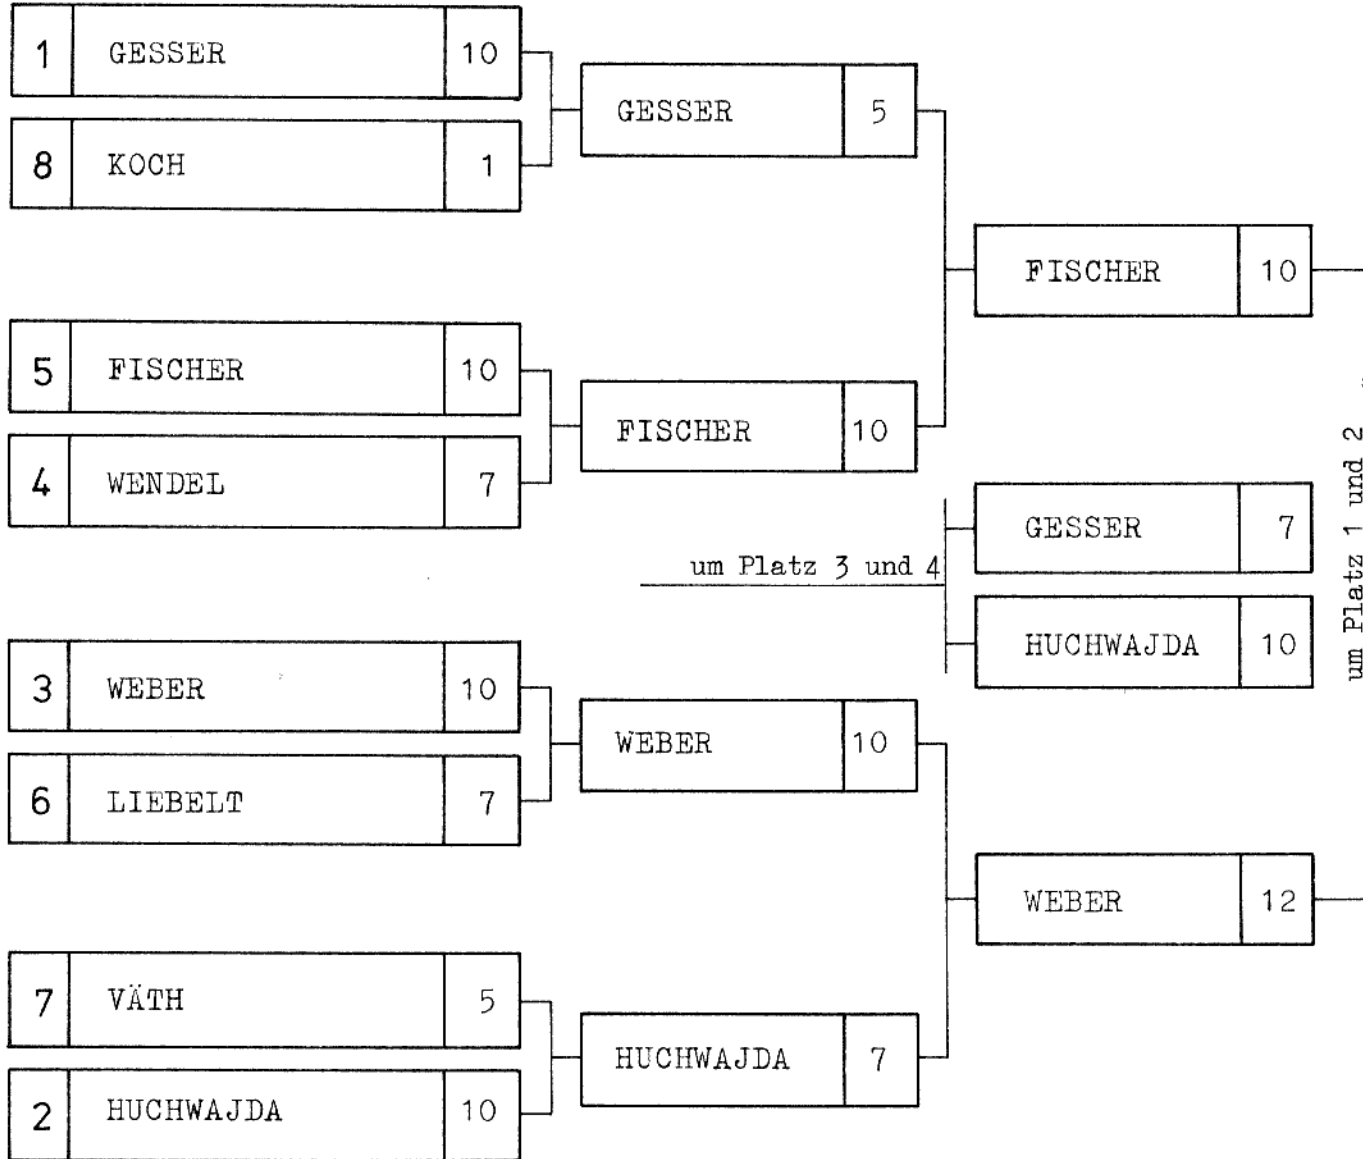 1 GESSER 10
8 KOCH 1
5 FISCHER 10
4 WENDEL 7
3 WEBER 10
6 LIEBELT 7
7 VÄTH 5
2 HUCHWAJDA 10
GESSER 5
FISCHER 10
WEBER 10
HUCHWAJDA 7
FISCHER 10
um Platz 3 und 4
GESSER 7
HUCHWAJDA 10
WEBER 12
um Platz 1 und 2